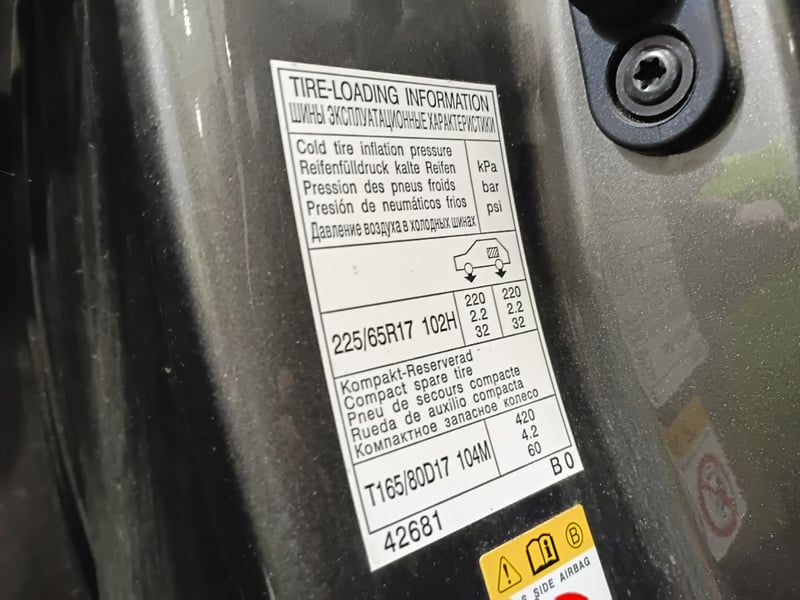 TIRE-LOADING INFORMATION
ШИНЫ ЭКСПЛУАТАЦИОННЫЕ ХАРАКТЕРИСТИКИ
Cold tire inflation pressure
Reifenfülldruck kalte Reifen
Pression des pneus froids
Presión de neumáticos frios
Давление воздуха в холодных шинах
kPa
bar
psi
225/65R17 102H
220 220
2.2 2.2
32 32
Kompakt-Reserverad
Compact spare tire
Pneu de secours compacte
Rueda de auxilio compacta
Компактное запасное колесо
T165/80D17 104M
420
4.2
60
B 0
42681
B
SIDE AIRBAG